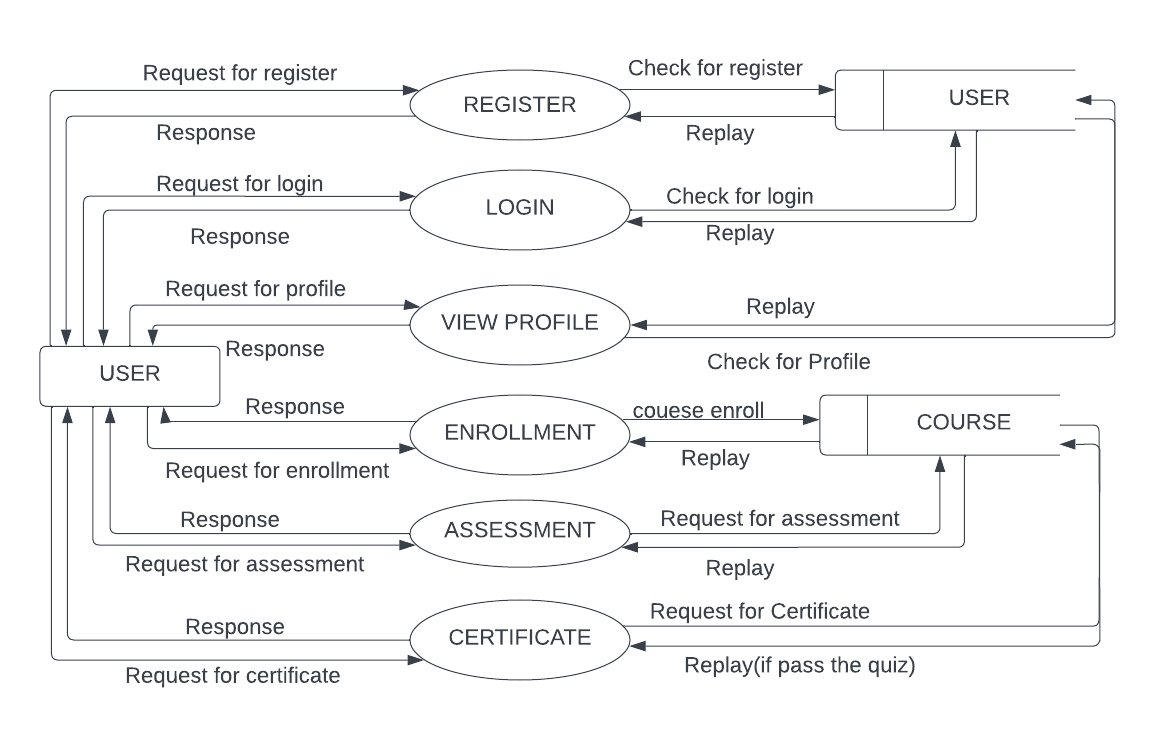 Request for register
Check for register
REGISTER
USER
Response
Replay
Request for login
Check for login
LOGIN
Response
Replay
Request for profile
Replay
VIEW PROFILE
Response
Check for Profile
USER
Response
couese enroll
ENROLLMENT
COURSE
Request for enrollment
Replay
Response
Request for assessment
ASSESSMENT
Request for assessment
Replay
Request for Certificate
Response
CERTIFICATE
Request for certificate
Replay(if pass the quiz)